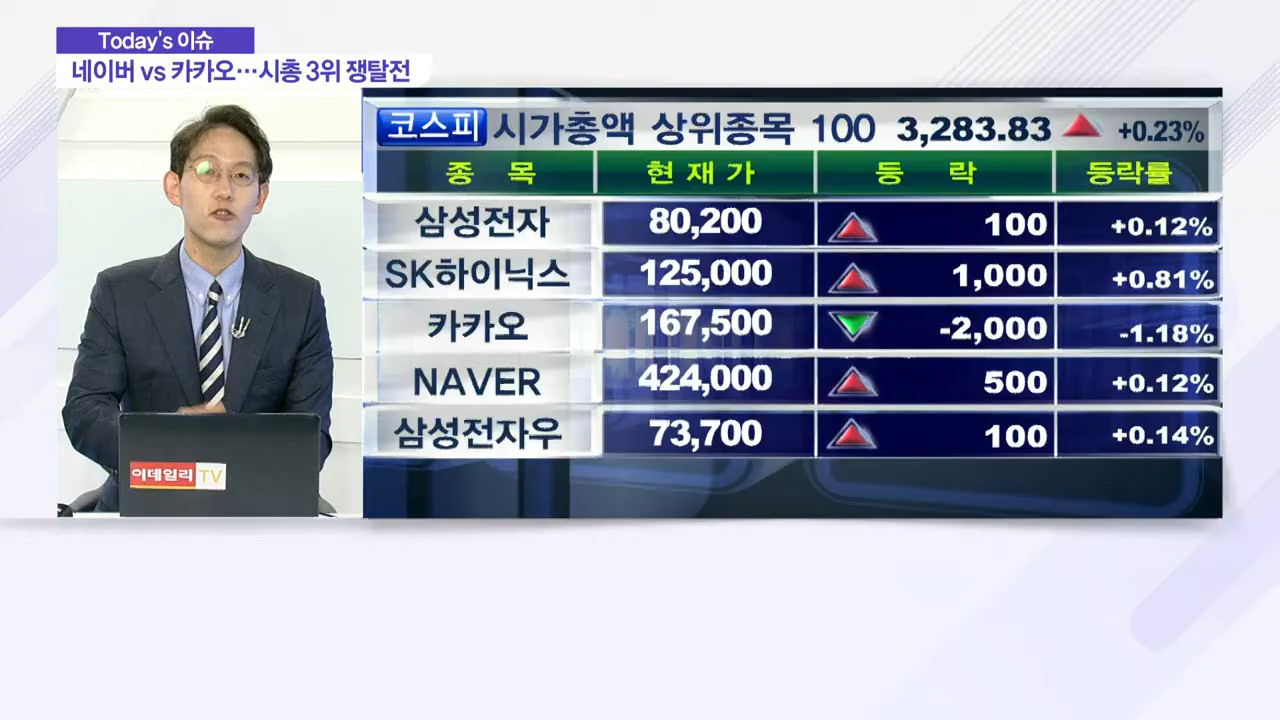 Today's 이슈
네이버 vs 카카오…시총 3위 쟁탈전
코스피 시가총액 상위종목 100 3,283.83 ▲ +0.23%
종 목 현 재 가 등 락 등락률
삼성전자 80,200 ▲ 100 +0.12%
SK하이닉스 125,000 ▲ 1,000 +0.81%
카카오 167,500 ▼ -2,000 -1.18%
NAVER 424,000 ▲ 500 +0.12%
삼성전자우 73,700 ▲ 100 +0.14%
이데일리 TV